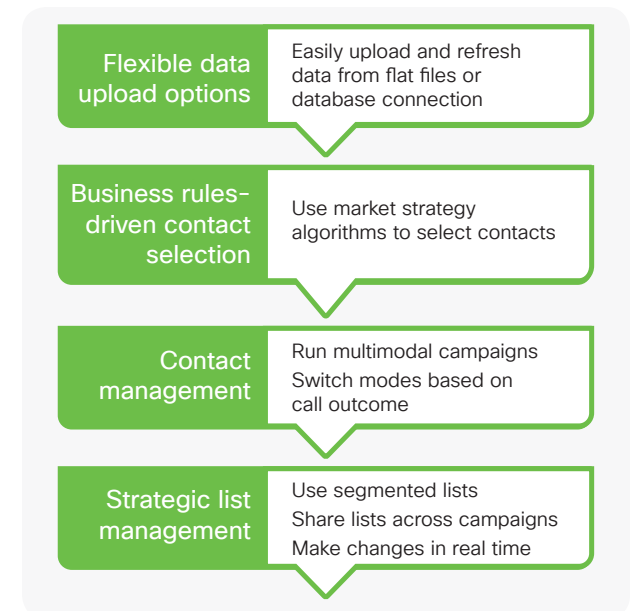 Flexible data
upload options
Easily upload and refresh
data from flat files or
database connection
Business rules-
driven contact
selection
Use market strategy
algorithms to select contacts
Contact
management
Run multimodal campaigns
Switch modes based on
call outcome
Strategic list
management
Use segmented lists
Share lists across campaigns
Make changes in real time